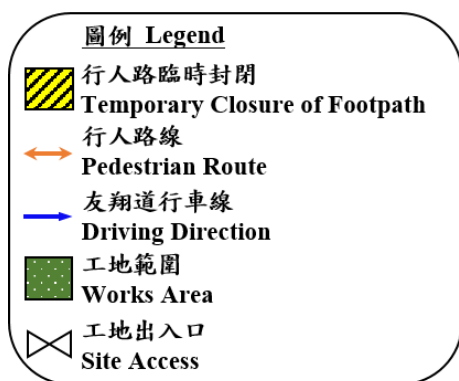 圖例 Legend
行人路臨時封閉
Temporary Closure of Footpath
行人路線
Pedestrian Route
友翔道行車線
Driving Direction
工地範圍
Works Area
工地出入口
Site Access